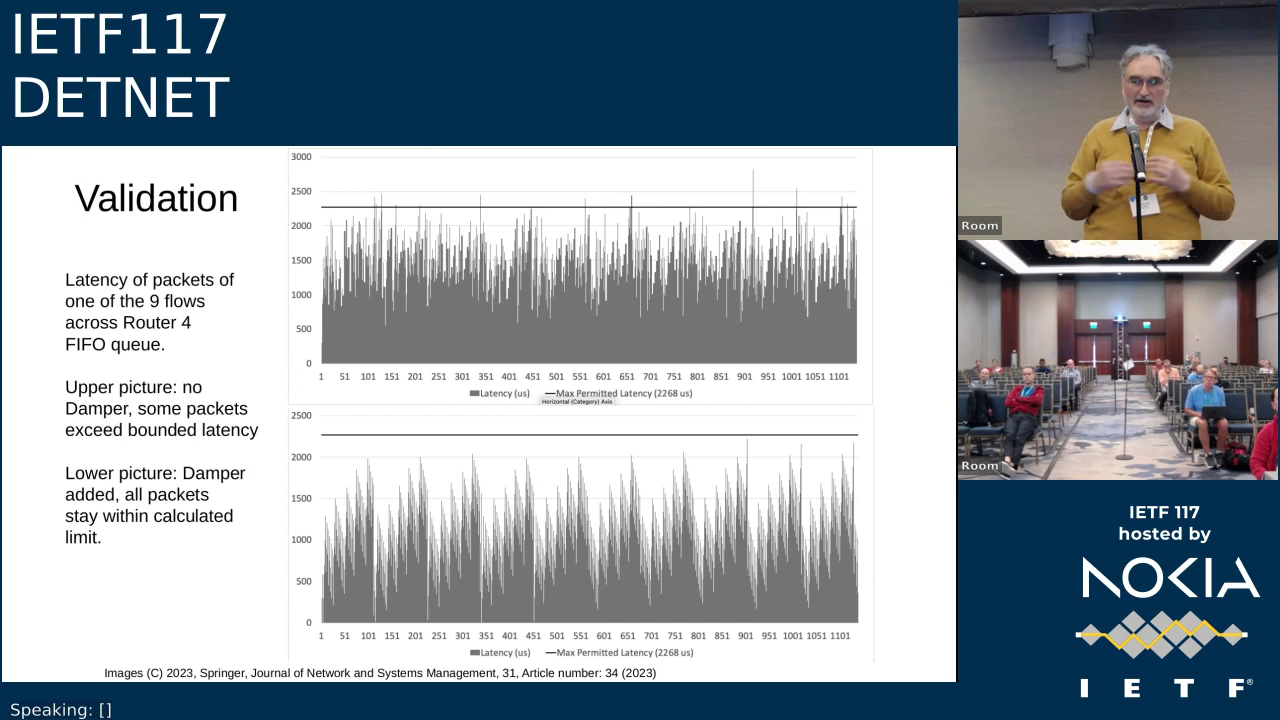 IETF117
DETNET
Validation
Latency of packets of
one of the 9 flows
across Router 4
FIFO queue.
Upper picture: no
Damper, some packets
exceed bounded latency
Lower picture: Damper
added, all packets
stay within calculated
limit.
3000
2500
2000
1500
1000
500
0
1 51 101 151 201 251 301 351 401 451 501 551 601 651 701 751 801 851 901 951 1001 1051 1101
Latency (us) Max Permitted Latency (2268 us)
Horizontal (Category) Axis
2500
2000
1500
1000
500
0
1 51 101 151 201 251 301 351 401 451 501 551 601 651 701 751 801 851 901 951 1001 1051 1101
Latency (us) Max Permitted Latency (2268 us)
Images (C) 2023, Springer, Journal of Network and Systems Management, 31, Article number: 34 (2023)
Speaking: []
Room
Room
IETF 117
hosted by
NOKIA
I E T F®